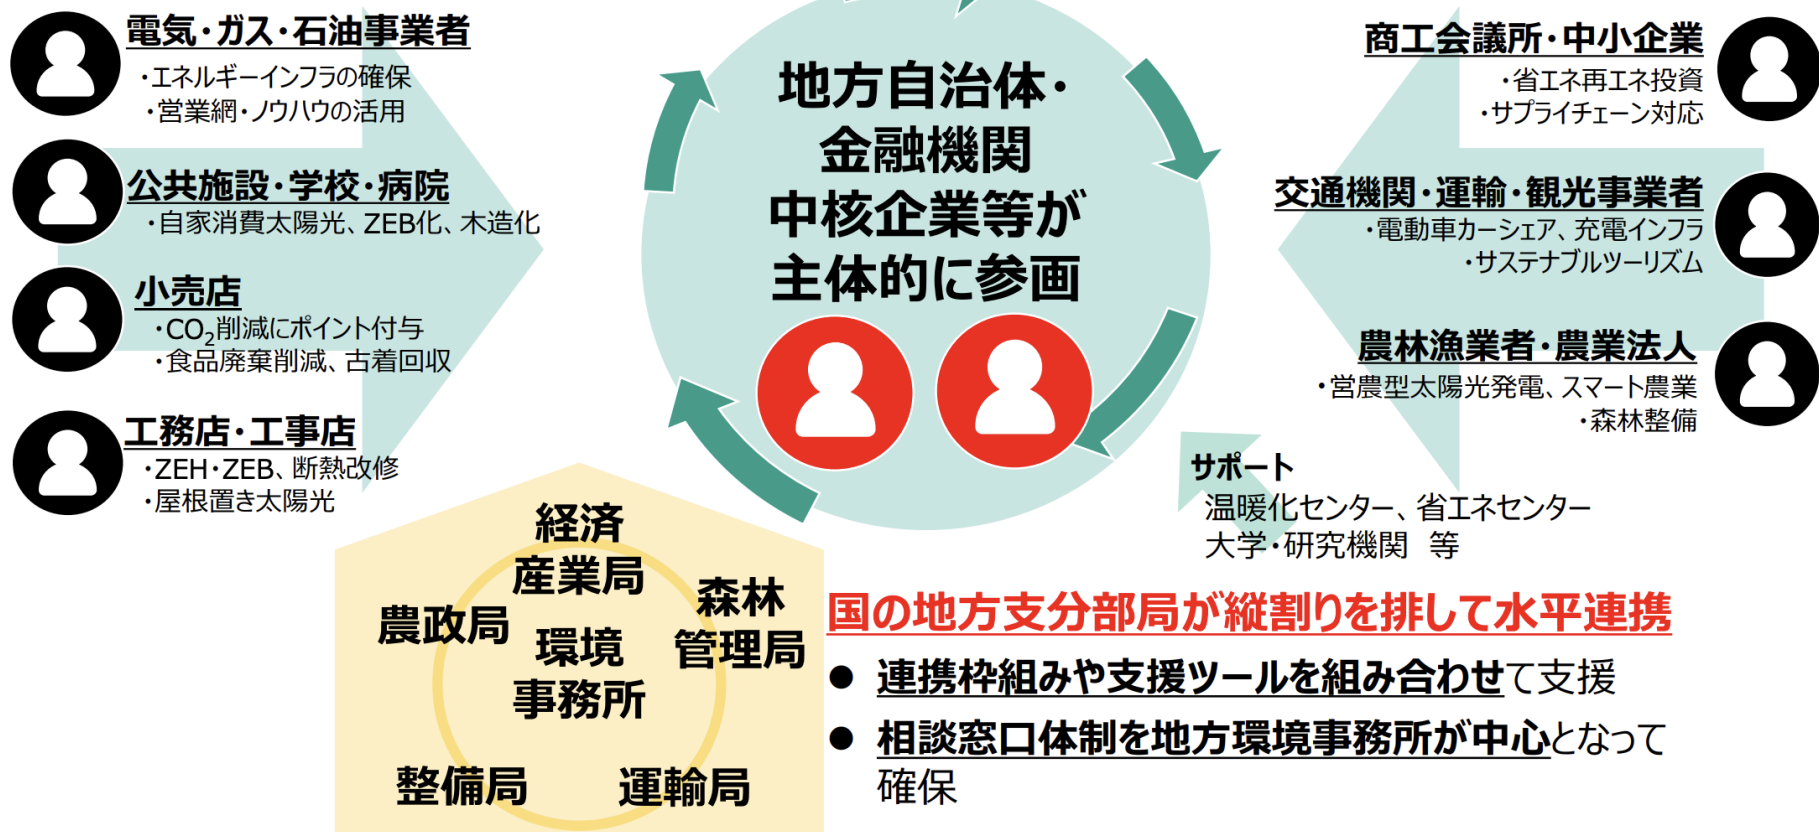 電気・ガス・石油事業者
・エネルギーインフラの確保
・営業網・ノウハウの活用
公共施設・学校・病院
・自家消費太陽光、ZEB化、木造化
小売店
・CO₂削減にポイント付与
・食品廃棄削減、古着回収
工務店・工事店
・ZEH・ZEB、断熱改修
・屋根置き太陽光
地方自治体・
金融機関
中核企業等が
主体的に参画
商工会議所・中小企業
・省エネ再エネ投資
・サプライチェーン対応
交通機関・運輸・観光事業者
・電動車カーシェア、充電インフラ
・サステナブルツーリズム
農林漁業者・農業法人
・営農型太陽光発電、スマート農業
・森林整備
サポート
温暖化センター、省エネセンター
大学・研究機関　等
経済
産業局
農政局
森林
管理局
環境
事務所
整備局
運輸局
国の地方支分部局が縦割りを排して水平連携
● 連携枠組みや支援ツールを組み合わせて支援
● 相談窓口体制を地方環境事務所が中心となって
確保